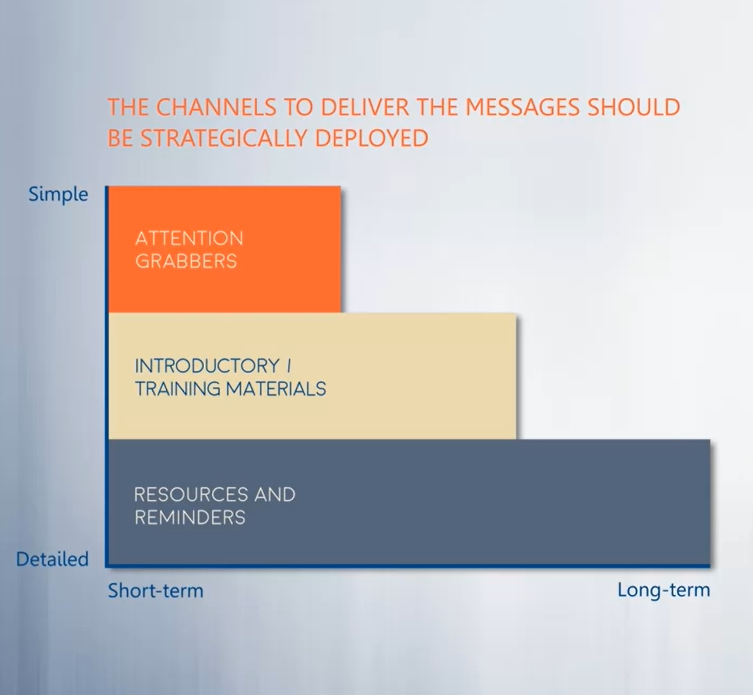 THE CHANNELS TO DELIVER THE MESSAGES SHOULD
BE STRATEGICALLY DEPLOYED
Simple
ATTENTION
GRABBERS
INTRODUCTORY /
TRAINING MATERIALS
RESOURCES AND
REMINDERS
Detailed
Short-term
Long-term